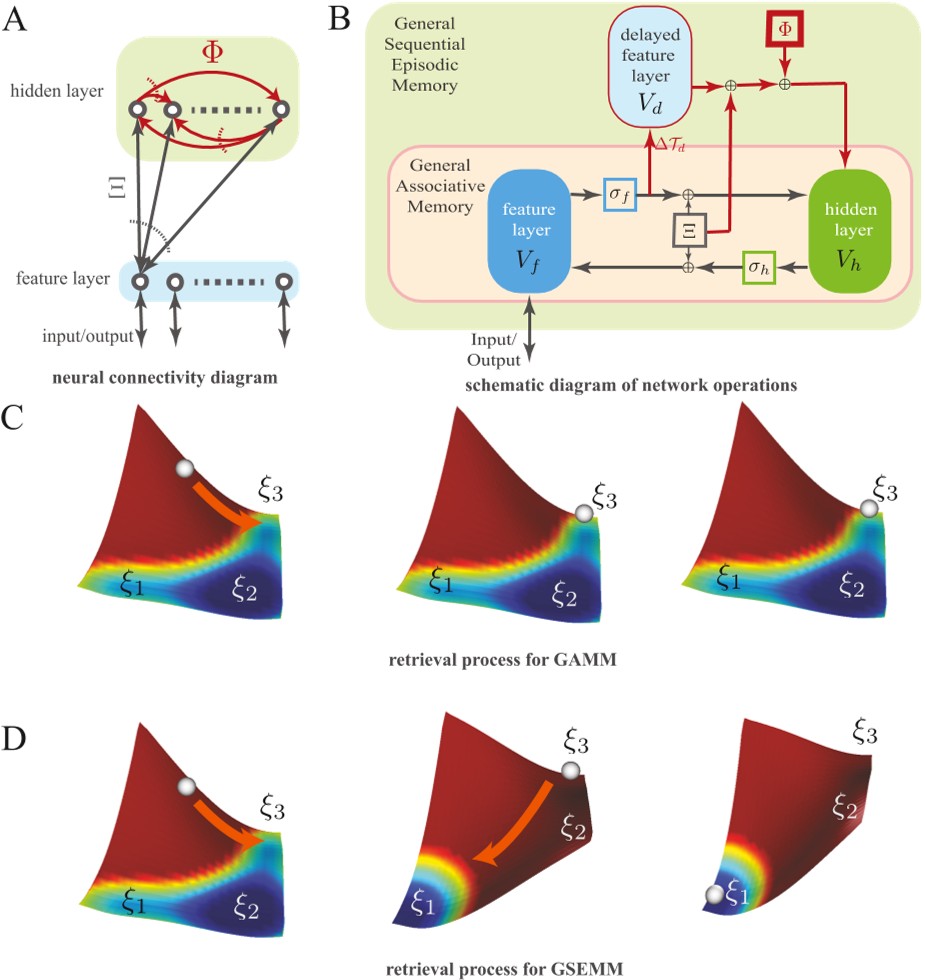 A
Φ
hidden layer
Ξ
feature layer
input/output
neural connectivity diagram
B
General
Sequential
Episodic
Memory
delayed
feature
layer
V_d
Φ
ΔT_d
General
Associative
Memory
feature
layer
V_f
σ_f
Ξ
σ_h
hidden
layer
V_h
Input/
Output
schematic diagram of network operations
C
ξ₃
ξ₁
ξ₂
ξ₃
ξ₁
ξ₂
ξ₃
ξ₁
ξ₂
retrieval process for GAMM
D
ξ₃
ξ₁
ξ₂
ξ₃
ξ₂
ξ₁
ξ₃
ξ₂
ξ₁
retrieval process for GSEMM